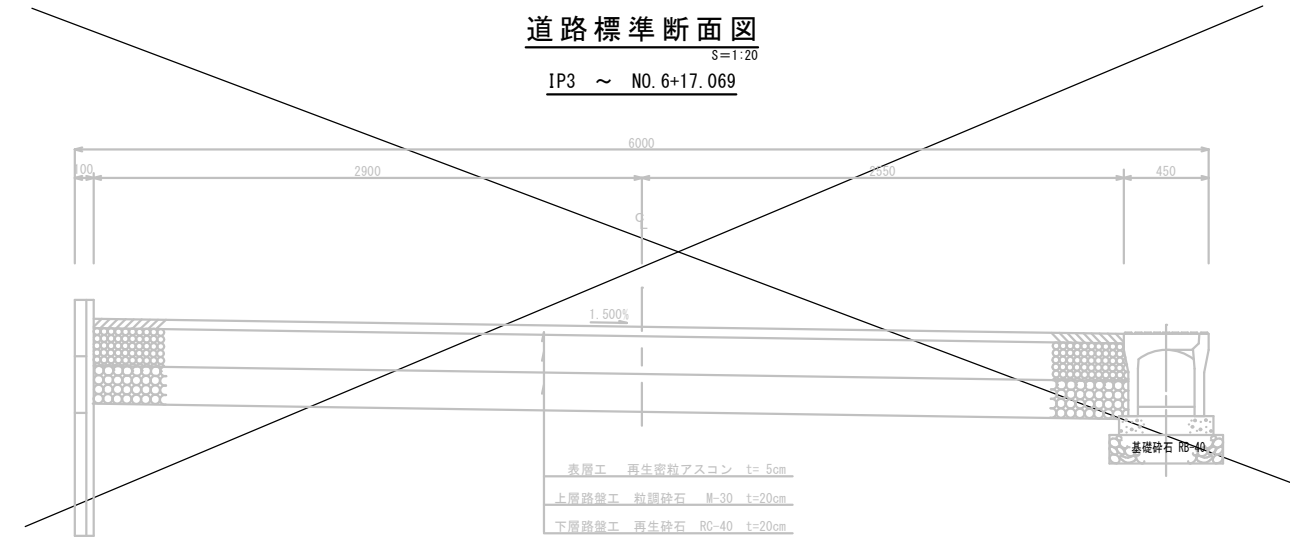 道路標準断面図
S=1:20
IP3 ～ NO.6+17.069
6000
100 2900 2550 450
CL
1.500%
基礎砕石 RB-40
表層工 再生密粒アスコン t= 5cm
上層路盤工 粒調砕石 M-30 t=20cm
下層路盤工 再生砕石 RC-40 t=20cm